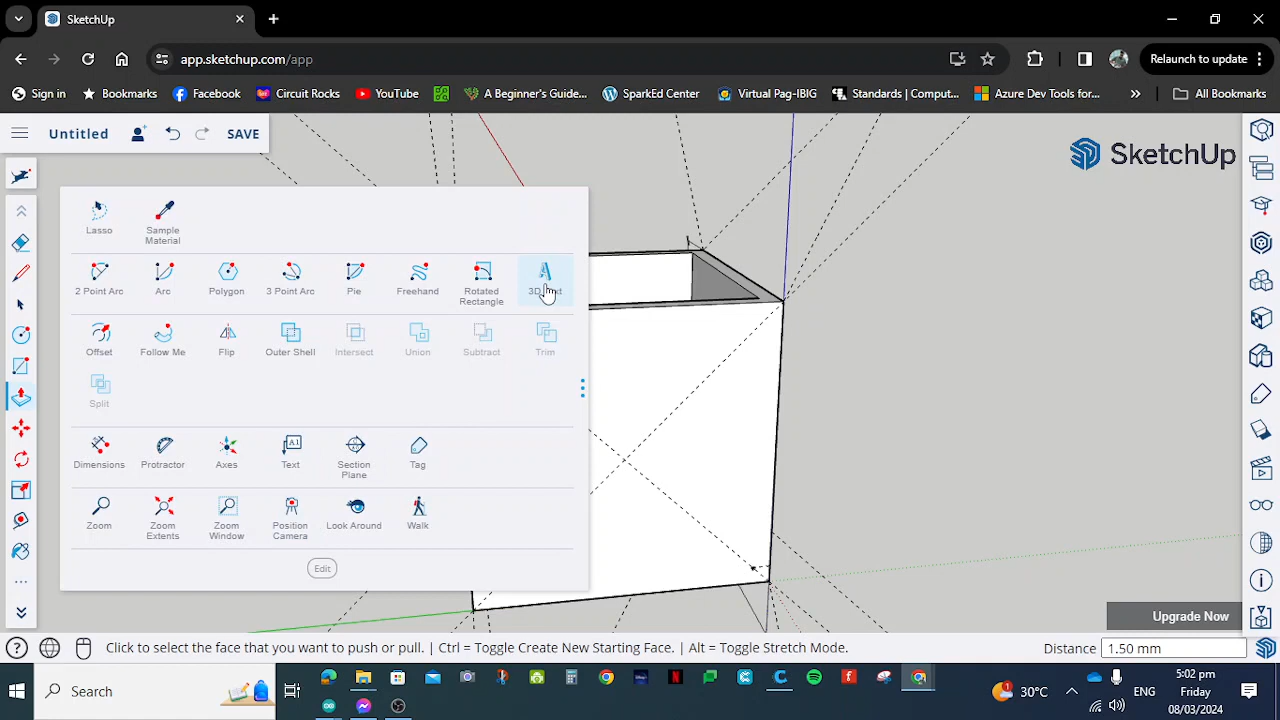 SketchUp
app.sketchup.com/app
Relaunch to update
Sign in
Bookmarks
Facebook
Circuit Rocks
YouTube
A Beginner's Guide...
SparkEd Center
Virtual Pag-IBIG
Standards | Comput...
Azure Dev Tools for...
All Bookmarks
Untitled
SAVE
SketchUp
Lasso
Sample Material
2 Point Arc
Arc
Polygon
3 Point Arc
Pie
Freehand
Rotated Rectangle
Offset
Follow Me
Flip
Outer Shell
Intersect
Union
Subtract
Trim
Split
Dimensions
Protractor
Axes
Text
Section Plane
Tag
Zoom
Zoom Extents
Zoom Window
Position Camera
Look Around
Walk
Edit
Upgrade Now
Click to select the face that you want to push or pull. | Ctrl = Toggle Create New Starting Face. | Alt = Toggle Stretch Mode.
Distance 1.50 mm
Search
30°C
ENG
5:02 pm
Friday
08/03/2024